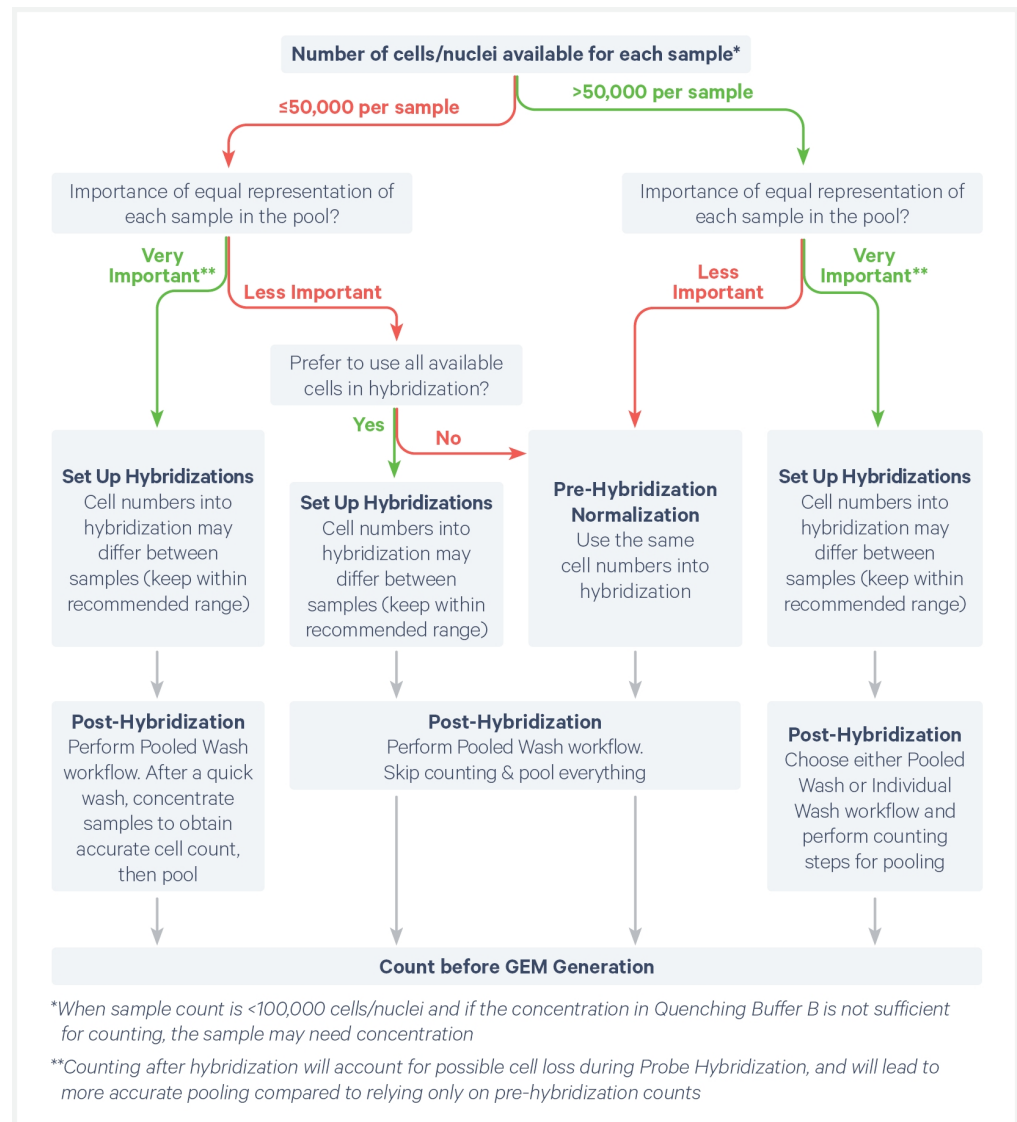 Number of cells/nuclei available for each sample*
≤50,000 per sample
>50,000 per sample
Importance of equal representation of
each sample in the pool?
Importance of equal representation of
each sample in the pool?
Very
Important**
Less Important
Less
Important
Very
Important**
Prefer to use all available
cells in hybridization?
Yes
No
Set Up Hybridizations
Cell numbers into
hybridization may
differ between
samples (keep within
recommended range)
Set Up Hybridizations
Cell numbers into
hybridization may
differ between
samples (keep within
recommended range)
Pre-Hybridization
Normalization
Use the same
cell numbers into
hybridization
Set Up Hybridizations
Cell numbers into
hybridization may
differ between
samples (keep within
recommended range)
Post-Hybridization
Perform Pooled Wash
workflow. After a quick
wash, concentrate
samples to obtain
accurate cell count,
then pool
Post-Hybridization
Perform Pooled Wash workflow.
Skip counting & pool everything
Post-Hybridization
Choose either Pooled
Wash or Individual
Wash workflow and
perform counting
steps for pooling
Count before GEM Generation
*When sample count is <100,000 cells/nuclei and if the concentration in Quenching Buffer B is not sufficient
for counting, the sample may need concentration
**Counting after hybridization will account for possible cell loss during Probe Hybridization, and will lead to
more accurate pooling compared to relying only on pre-hybridization counts